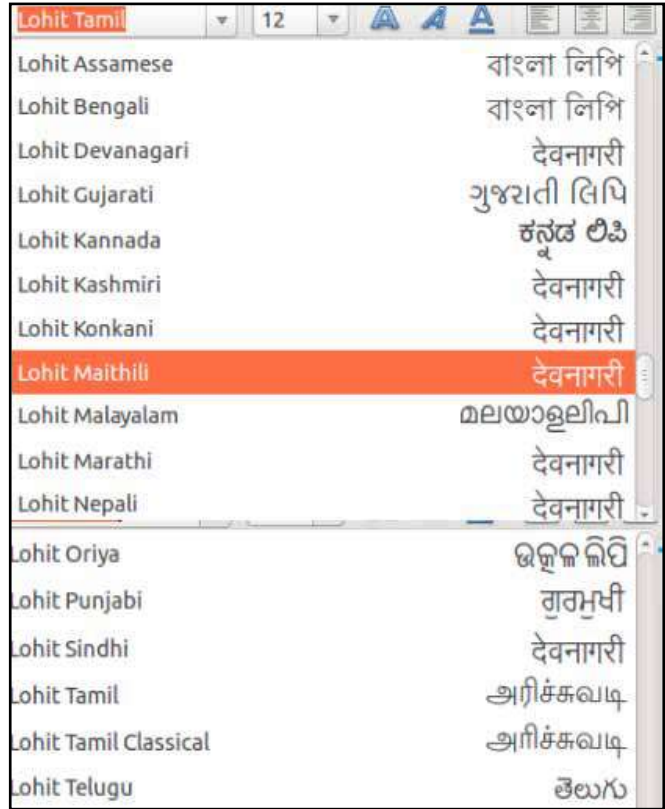 Lohit Tamil 12 A A A
Lohit Assamese বাংলা লিপি
Lohit Bengali বাংলা লিপি
Lohit Devanagari देवनागरी
Lohit Gujarati ગુજરાતી લિપિ
Lohit Kannada ಕನ್ನಡ ಲಿಪಿ
Lohit Kashmiri देवनागरी
Lohit Konkani देवनागरी
Lohit Maithili देवनागरी
Lohit Malayalam മലയാളലിപി
Lohit Marathi देवनागरी
Lohit Nepali देवनागरी
Lohit Oriya ଉତ୍କଳ ଲିପି
Lohit Punjabi ਗੁਰਮੁਖੀ
Lohit Sindhi देवनागरी
Lohit Tamil அரிச்சுவடி
Lohit Tamil Classical அரிச்சுவடி
Lohit Telugu తెలుగు